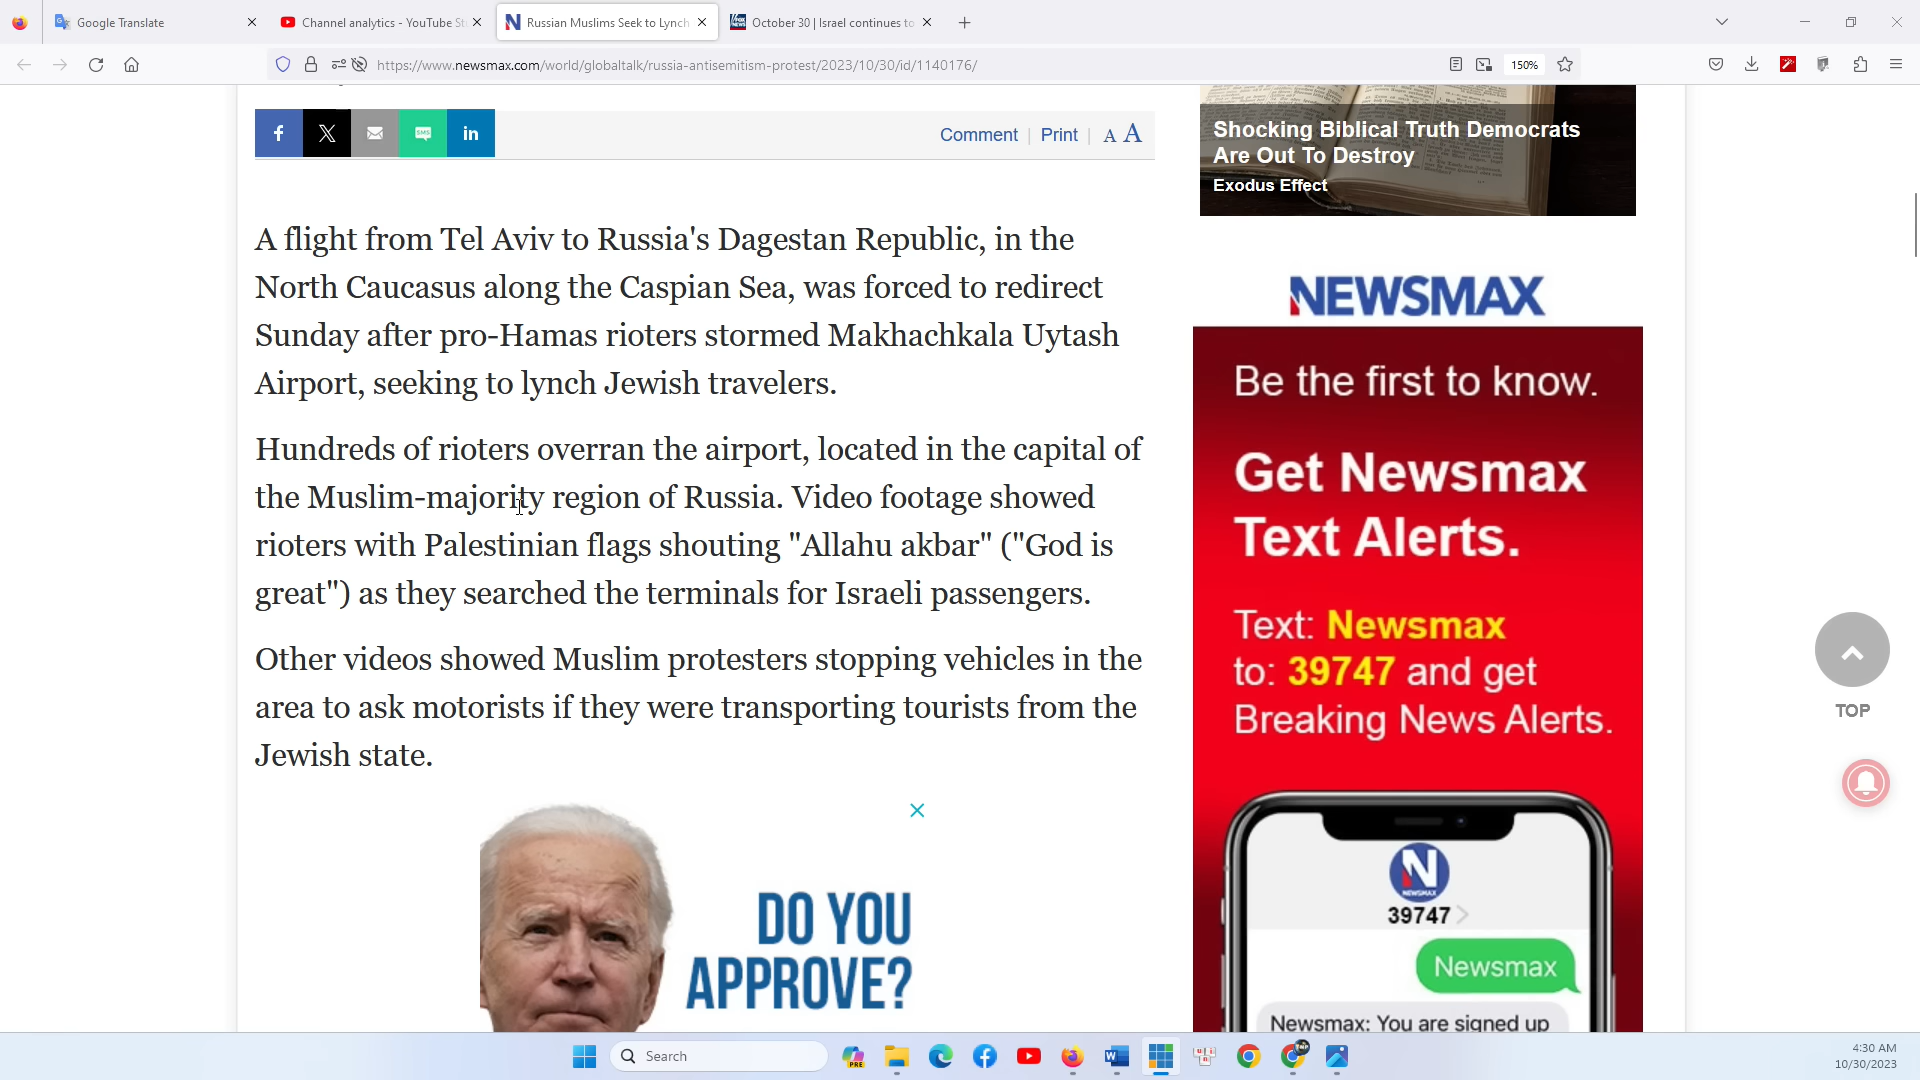 Google Translate
Channel analytics - YouTube St
Russian Muslims Seek to Lynch
October 30 | Israel continues to
https://www.newsmax.com/world/globaltalk/russia-antisemitism-protest/2023/10/30/id/1140176/
150%
f X SMS in
Comment | Print | A A
A flight from Tel Aviv to Russia's Dagestan Republic, in the
North Caucasus along the Caspian Sea, was forced to redirect
Sunday after pro-Hamas rioters stormed Makhachkala Uytash
Airport, seeking to lynch Jewish travelers.
Hundreds of rioters overran the airport, located in the capital of
the Muslim-majority region of Russia. Video footage showed
rioters with Palestinian flags shouting "Allahu akbar" ("God is
great") as they searched the terminals for Israeli passengers.
Other videos showed Muslim protesters stopping vehicles in the
area to ask motorists if they were transporting tourists from the
Jewish state.
DO YOU
APPROVE?
Shocking Biblical Truth Democrats
Are Out To Destroy
Exodus Effect
NEWSMAX
Be the first to know.
Get Newsmax
Text Alerts.
Text: Newsmax
to: 39747 and get
Breaking News Alerts.
N
NEWSMAX
39747
Newsmax
Newsmax: You are signed up
TOP
Search
PRE
4:30 AM
10/30/2023